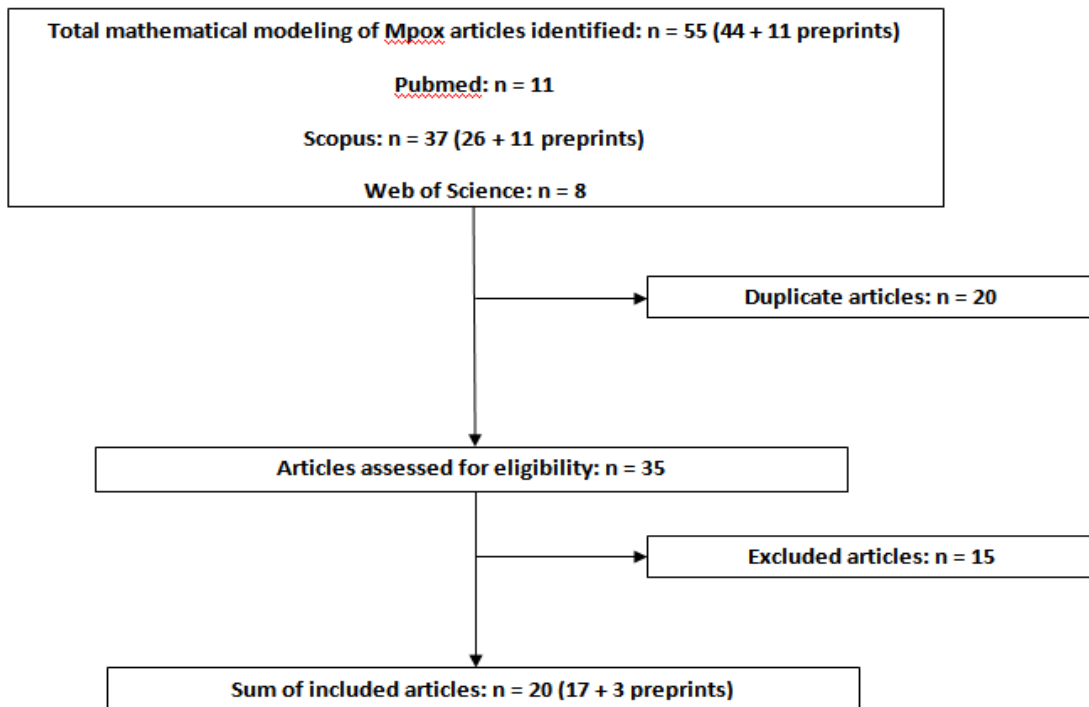 Total mathematical modeling of Mpox articles identified: n = 55 (44 + 11 preprints)
Pubmed: n = 11
Scopus: n = 37 (26 + 11 preprints)
Web of Science: n = 8
Duplicate articles: n = 20
Articles assessed for eligibility: n = 35
Excluded articles: n = 15
Sum of included articles: n = 20 (17 + 3 preprints)